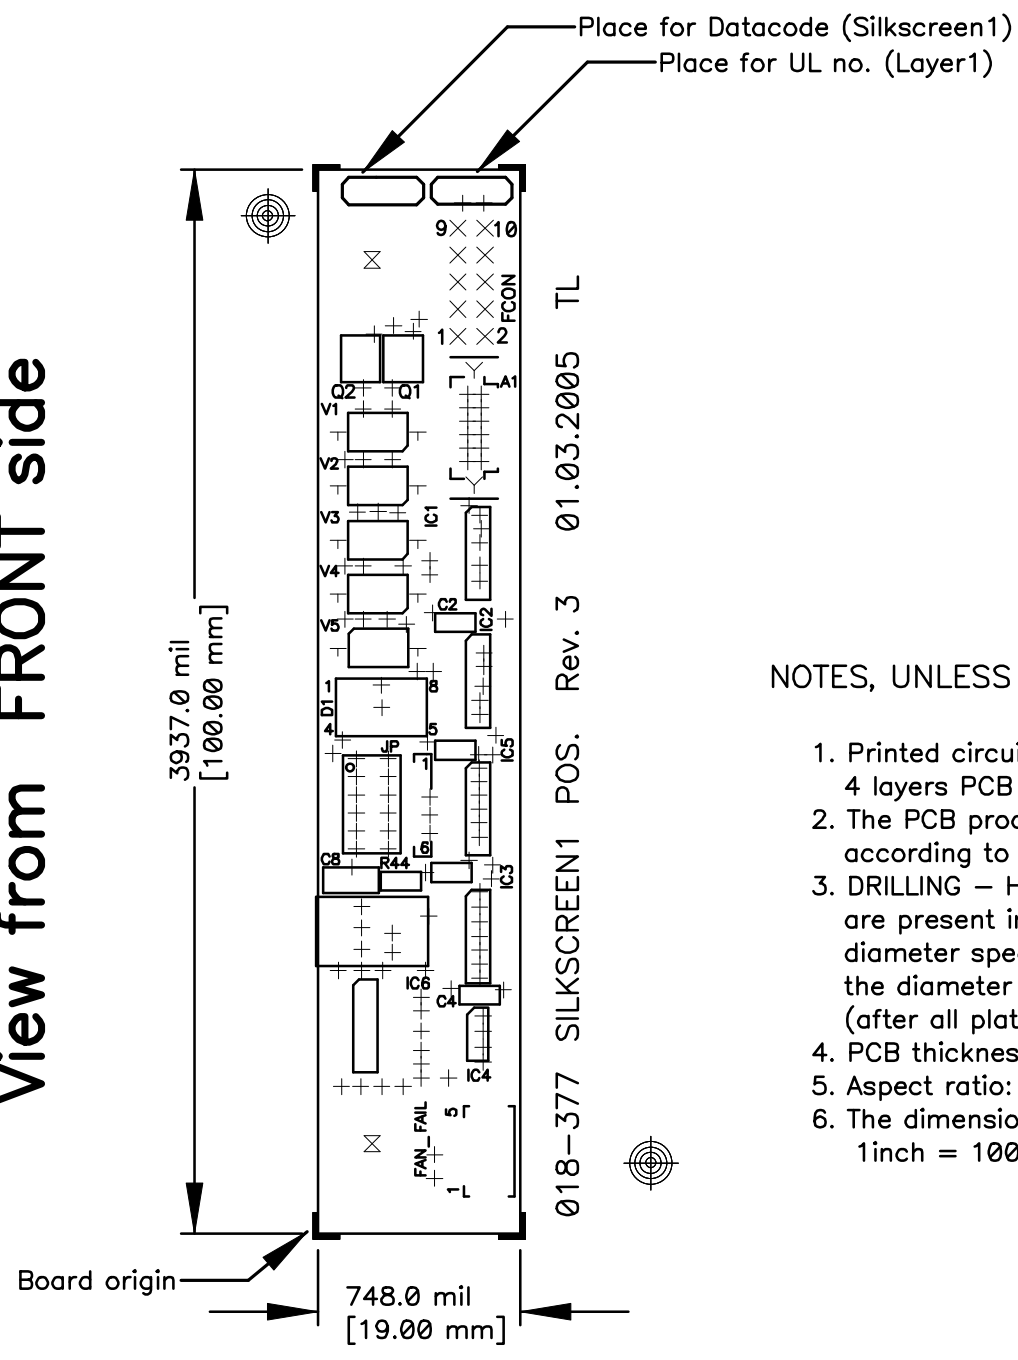 Place for Datacode (Silkscreen1)
Place for UL no. (Layer1)
View from FRONT side
3937.0 mil
[100.00 mm]
9 10
FCON
1 2
A1
Q2 Q1
V1
V2
V3
IC1
V4
C2
IC2
V5
1 8
D1
4 5
JP
IC5
1
6
C8
R44
IC3
IC6
C4
IC4
FAN_FAIL
5
1
018-377 SILKSCREEN1 POS. Rev. 3 01.03.2005 TL
Board origin
748.0 mil
[19.00 mm]
NOTES, UNLESS
1. Printed circui
4 layers PCB
2. The PCB proc
according to
3. DRILLING – H
are present in
diameter spec
the diameter
(after all plat
4. PCB thicknes
5. Aspect ratio:
6. The dimensio
1inch = 100